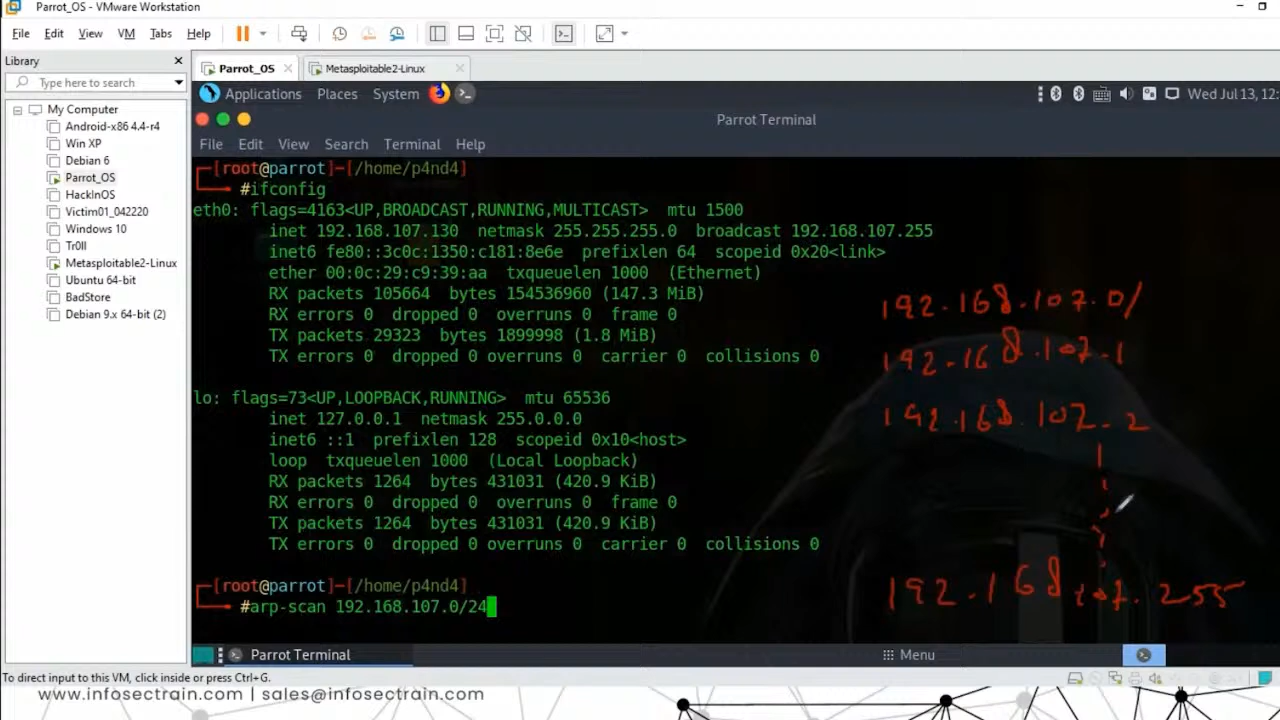 Parrot_OS - VMware Workstation
File Edit View VM Tabs Help
Library
Type here to search
My Computer
Android-x86 4.4-r4
Win XP
Debian 6
Parrot_OS
HackInOS
Victim01_042220
Windows 10
Tr0ll
Metasploitable2-Linux
Ubuntu 64-bit
BadStore
Debian 9.x 64-bit (2)
Parrot_OS Metasploitable2-Linux
Applications Places System Wed Jul 13, 12:
Parrot Terminal
File Edit View Search Terminal Help
[root@parrot]-[/home/p4nd4]
#ifconfig
eth0: flags=4163<UP,BROADCAST,RUNNING,MULTICAST> mtu 1500
inet 192.168.107.130 netmask 255.255.255.0 broadcast 192.168.107.255
inet6 fe80::3c0c:1350:c181:8e6e prefixlen 64 scopeid 0x20<link>
ether 00:0c:29:c9:39:aa txqueuelen 1000 (Ethernet)
RX packets 105664 bytes 154536960 (147.3 MiB)
RX errors 0 dropped 0 overruns 0 frame 0
TX packets 29323 bytes 1899998 (1.8 MiB)
TX errors 0 dropped 0 overruns 0 carrier 0 collisions 0
lo: flags=73<UP,LOOPBACK,RUNNING> mtu 65536
inet 127.0.0.1 netmask 255.0.0.0
inet6 ::1 prefixlen 128 scopeid 0x10<host>
loop txqueuelen 1000 (Local Loopback)
RX packets 1264 bytes 431031 (420.9 KiB)
RX errors 0 dropped 0 overruns 0 frame 0
TX packets 1264 bytes 431031 (420.9 KiB)
TX errors 0 dropped 0 overruns 0 carrier 0 collisions 0
[root@parrot]-[/home/p4nd4]
#arp-scan 192.168.107.0/24
192.168.107.0/
192.168.107.1
192.168.107.2
192.168.107.255
Parrot Terminal Menu
To direct input to this VM, click inside or press Ctrl+G.
www.infosectrain.com | sales@infosectrain.com